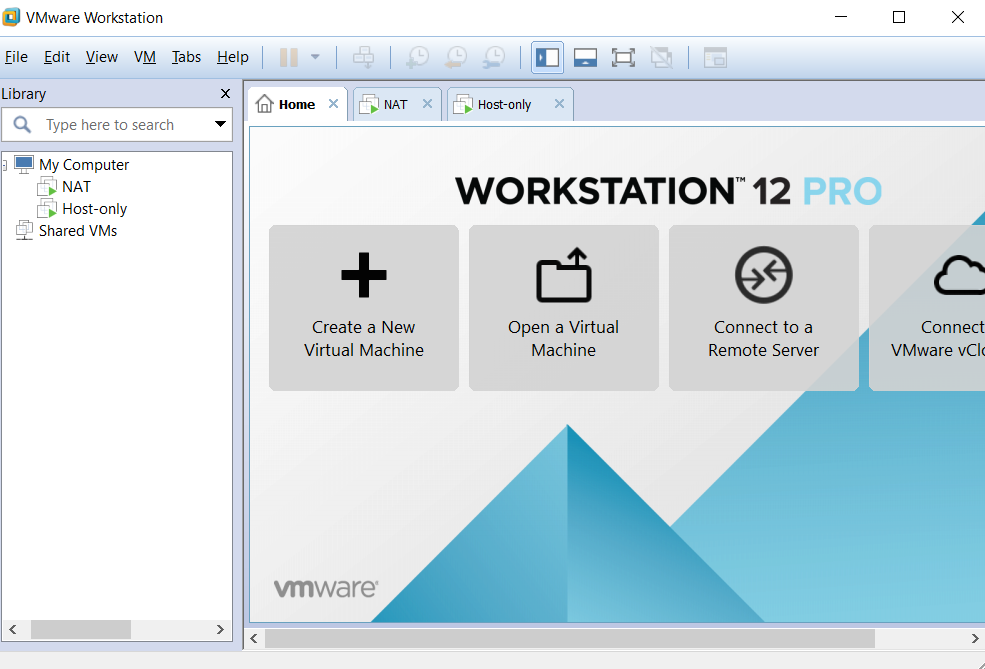 VMware Workstation
File Edit View VM Tabs Help
Library
Type here to search
My Computer
NAT
Host-only
Shared VMs
Home NAT Host-only
WORKSTATION™ 12 PRO
Create a New
Virtual Machine
Open a Virtual
Machine
Connect to a
Remote Server
Connect
VMware vClo
vmware®